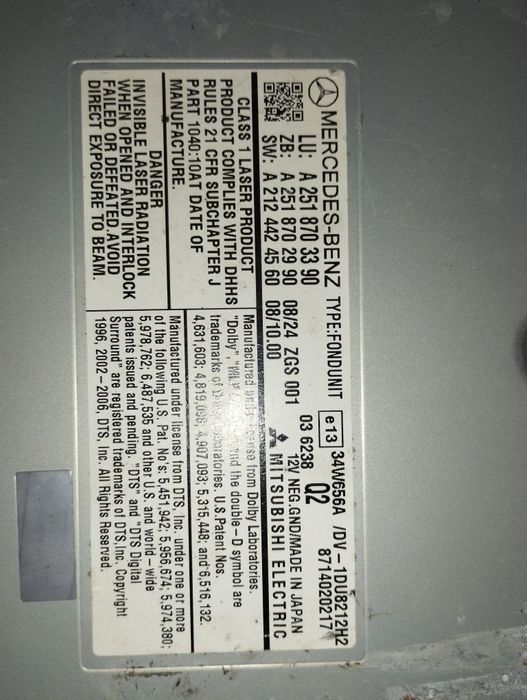 MERCEDES-BENZ TYPE:FONDUNIT e13 34W656A /DV-1DU8212H2
LU: A 251 870 33 90 036238 Q2 8714020217
ZB: A 251 870 29 90 08/24 ZGS 001 12V NEG.GND/MADE IN JAPAN
SW: A 212 442 45 60 08/10.00 MITSUBISHI ELECTRIC
CLASS 1 LASER PRODUCT
PRODUCT COMPLIES WITH DHHS
RULES 21 CFR SUBCHAPTER J
PART 1040:10AT DATE OF
MANUFACTURE.
DANGER
INVISIBLE LASER RADIATION
WHEN OPENED AND INTERLOCK
FAILED OR DEFEATED.AVOID
DIRECT EXPOSURE TO BEAM.
Manufactured under license from Dolby Laboratories.
"Dolby", and the double-D symbol are
trademarks of Dolby Laboratories. U.S.Patent Nos.
4,631,603; 4,819,098; 4,907,093; 5,315,448; and 6,516,132.
Manufactured under license from DTS, Inc. under one or more
of the following U.S. Pat. No's: 5,451,942; 5,956,674; 5,974,380;
5,978,762; 6,487,535 and other U.S. and world-wide
patents issued and pending. "DTS" and "DTS Digital
Surround" are registered trademarks of DTS, Inc. Copyright
1996, 2002-2006, DTS, Inc. All Rights Reserved.